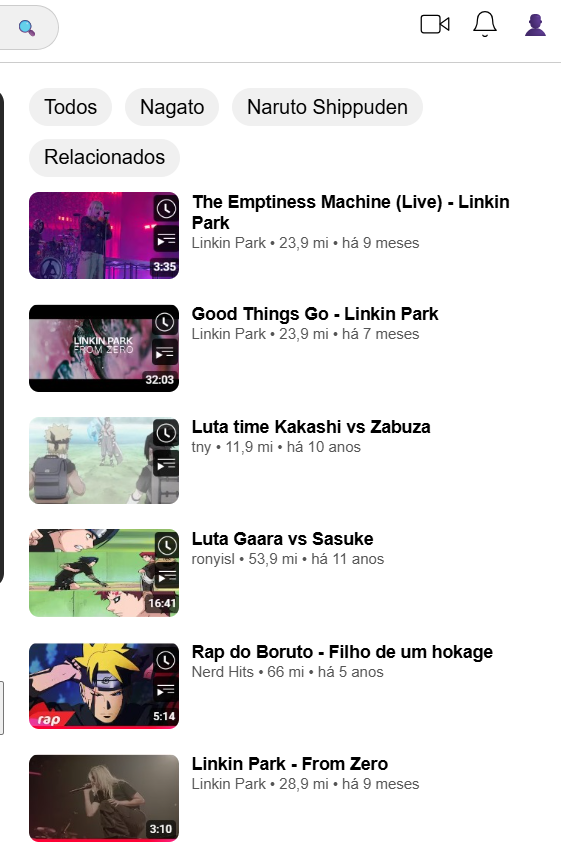 Todos
Nagato
Naruto Shippuden
Relacionados
The Emptiness Machine (Live) - Linkin
Park
Linkin Park • 23,9 mi • há 9 meses
3:35
Good Things Go - Linkin Park
Linkin Park • 23,9 mi • há 7 meses
LINKIN PARK
FROM ZERO
32:03
Luta time Kakashi vs Zabuza
tny • 11,9 mi • há 10 anos
Luta Gaara vs Sasuke
ronyisl • 53,9 mi • há 11 anos
16:41
Rap do Boruto - Filho de um hokage
Nerd Hits • 66 mi • há 5 anos
rap
5:14
Linkin Park - From Zero
Linkin Park • 28,9 mi • há 9 meses
3:10